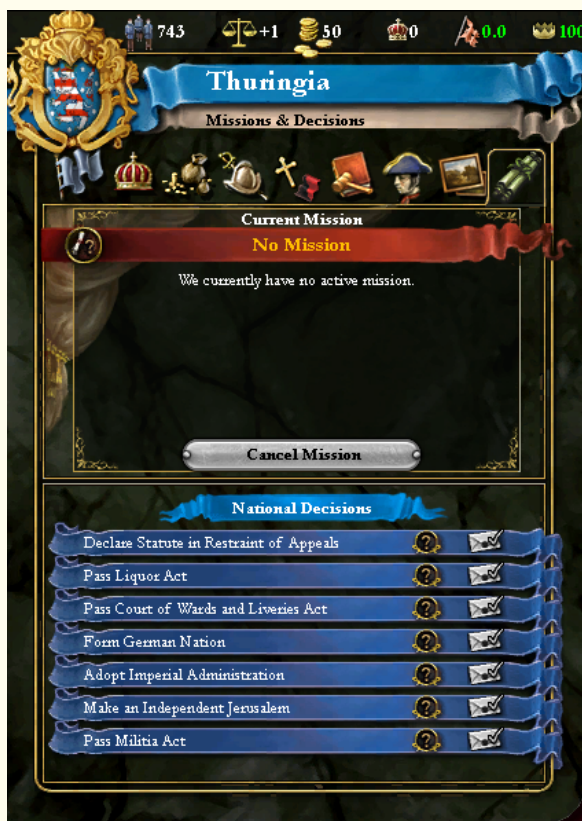 743 +1 50 0 0.0 100
Thuringia
Missions & Decisions
Current Mission
No Mission
We currently have no active mission.
Cancel Mission
National Decisions
Declare Statute in Restraint of Appeals
Pass Liquor Act
Pass Court of Wards and Liveries Act
Form German Nation
Adopt Imperial Administration
Make an Independent Jerusalem
Pass Militia Act